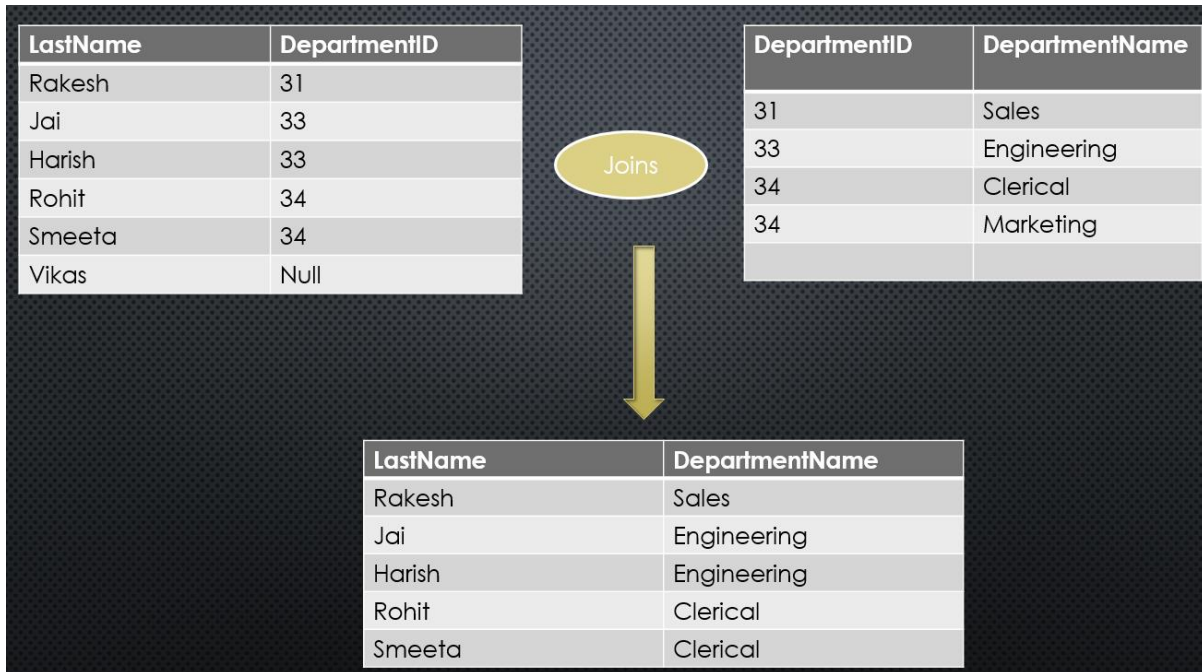 LastName DepartmentID
Rakesh 31
Jai 33
Harish 33
Rohit 34
Smeeta 34
Vikas Null
Joins
DepartmentID DepartmentName
31 Sales
33 Engineering
34 Clerical
34 Marketing
LastName DepartmentName
Rakesh Sales
Jai Engineering
Harish Engineering
Rohit Clerical
Smeeta Clerical